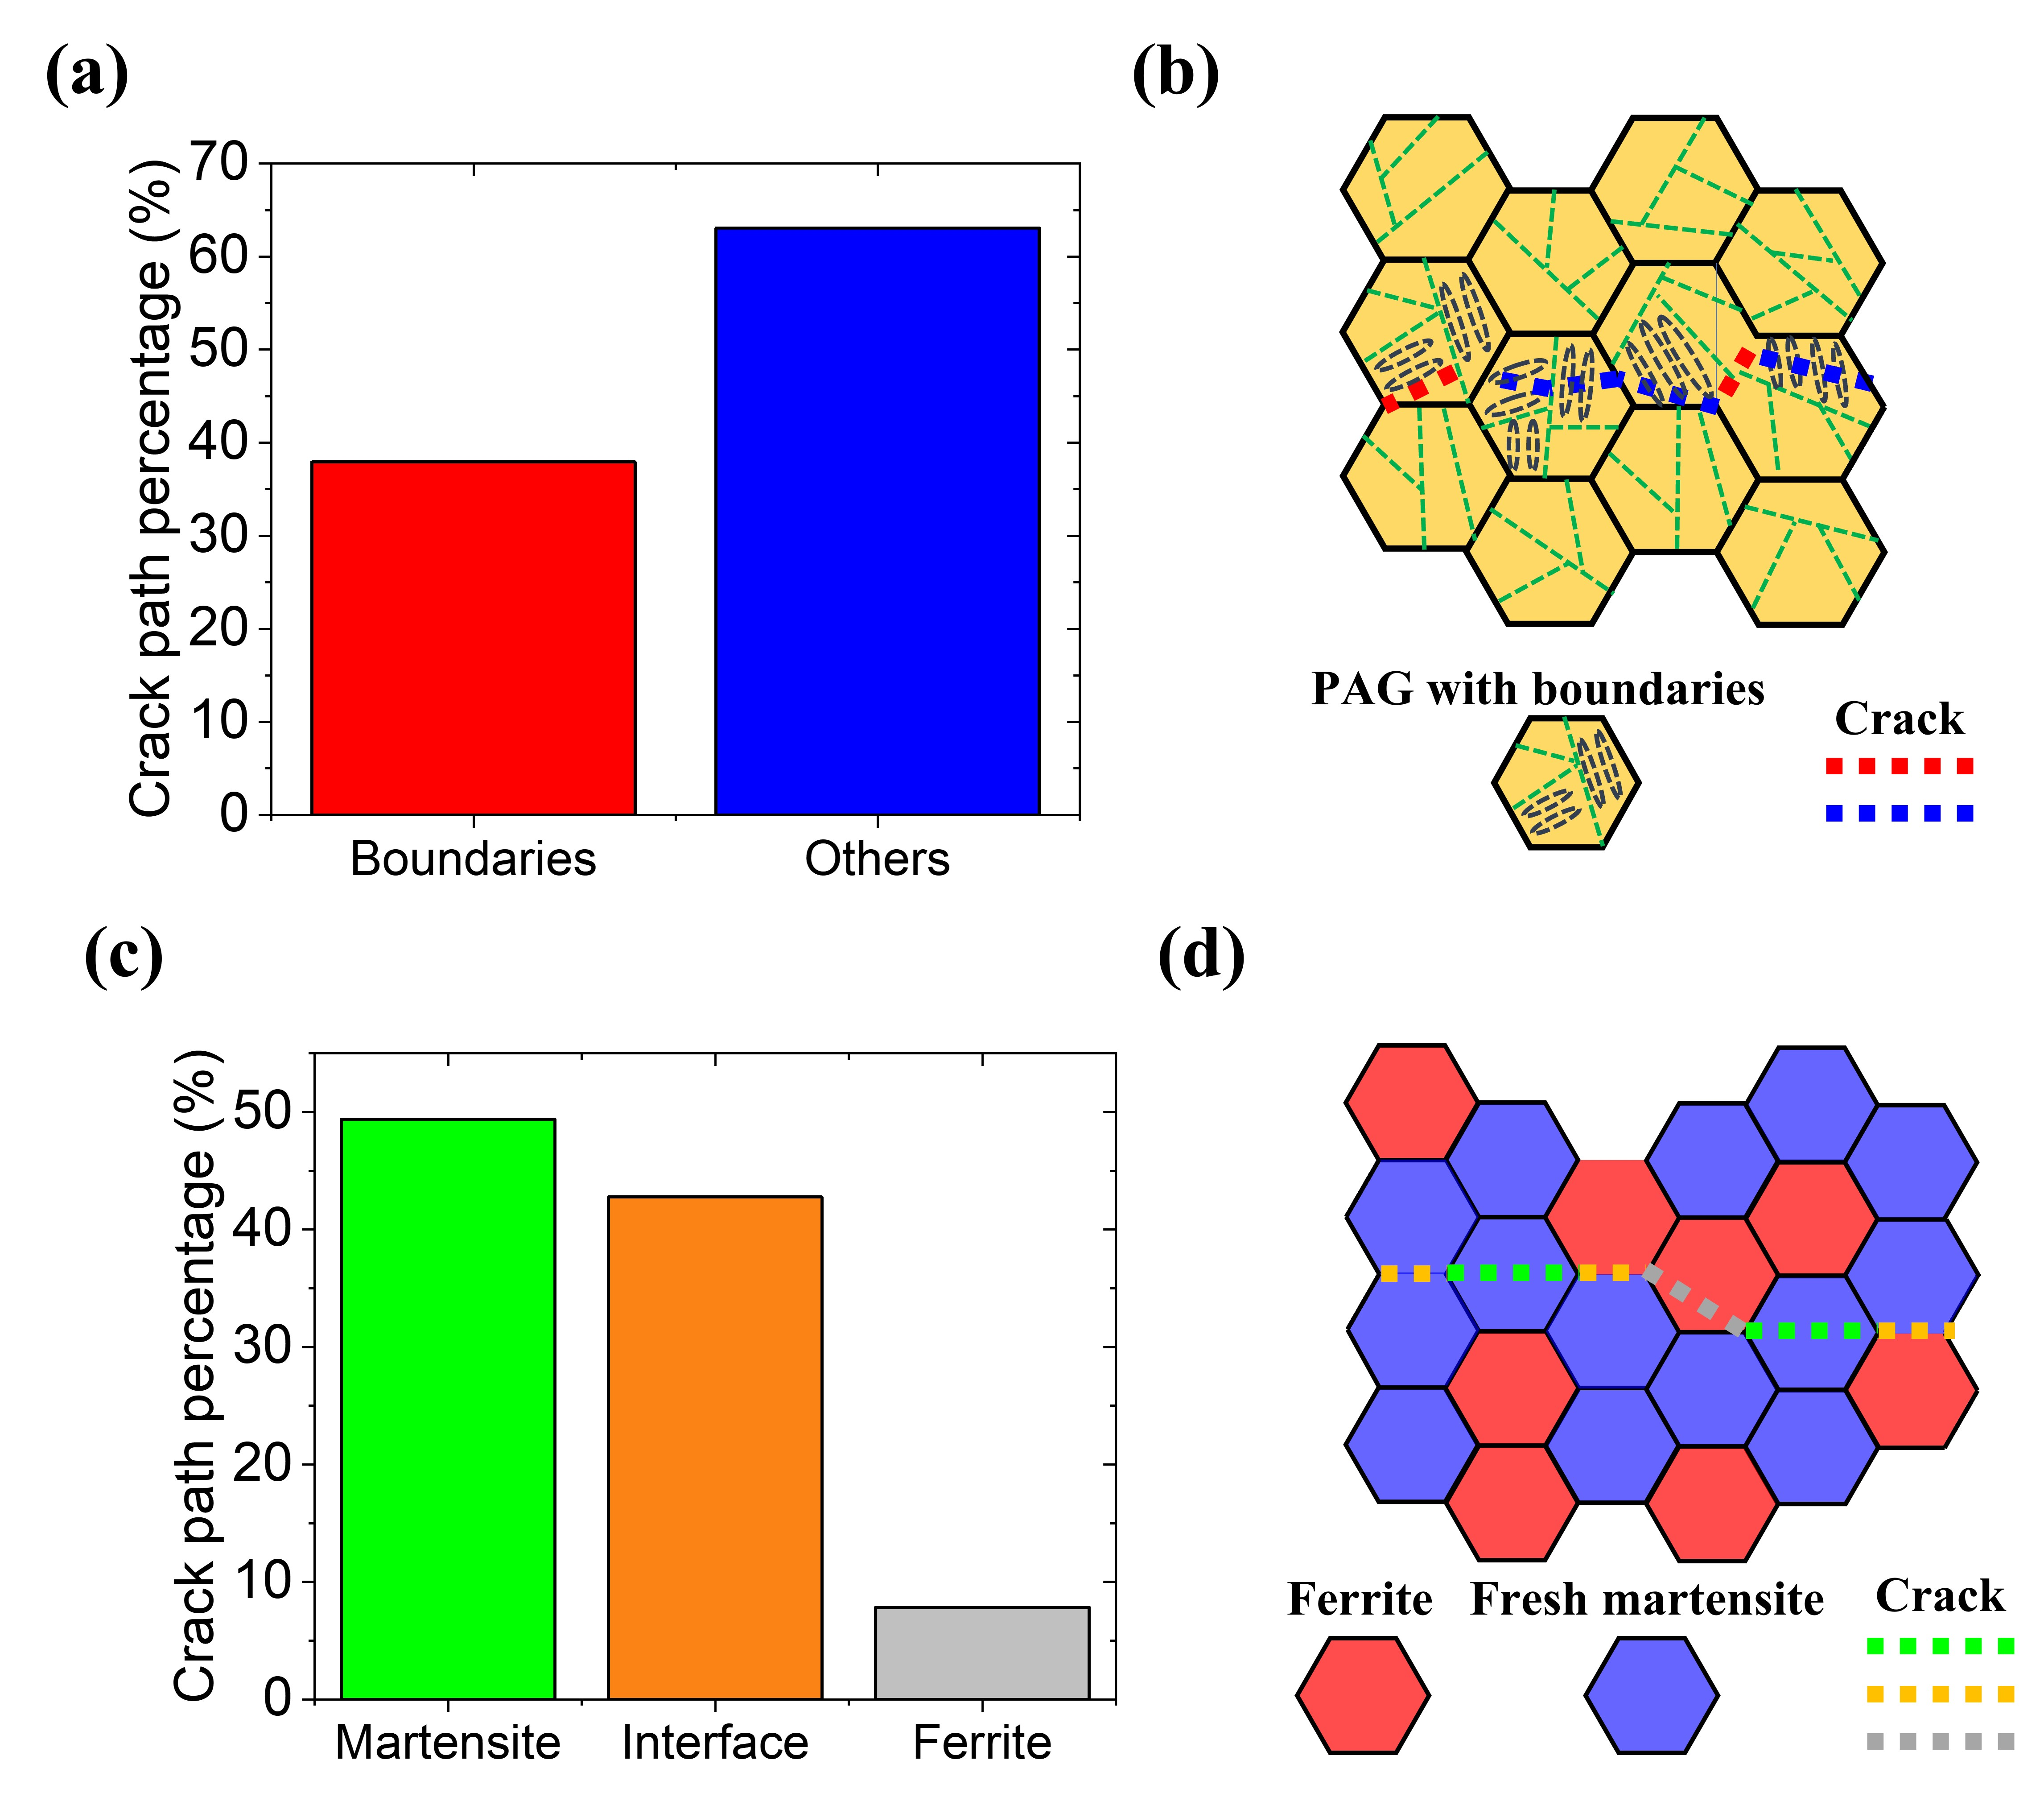 (a)
Crack path percentage (%)
70
60
50
40
30
20
10
0
Boundaries
Others
(b)
PAG with boundaries
Crack
(c)
Crack path percentage (%)
50
40
30
20
10
0
Martensite
Interface
Ferrite
(d)
Ferrite
Fresh martensite
Crack